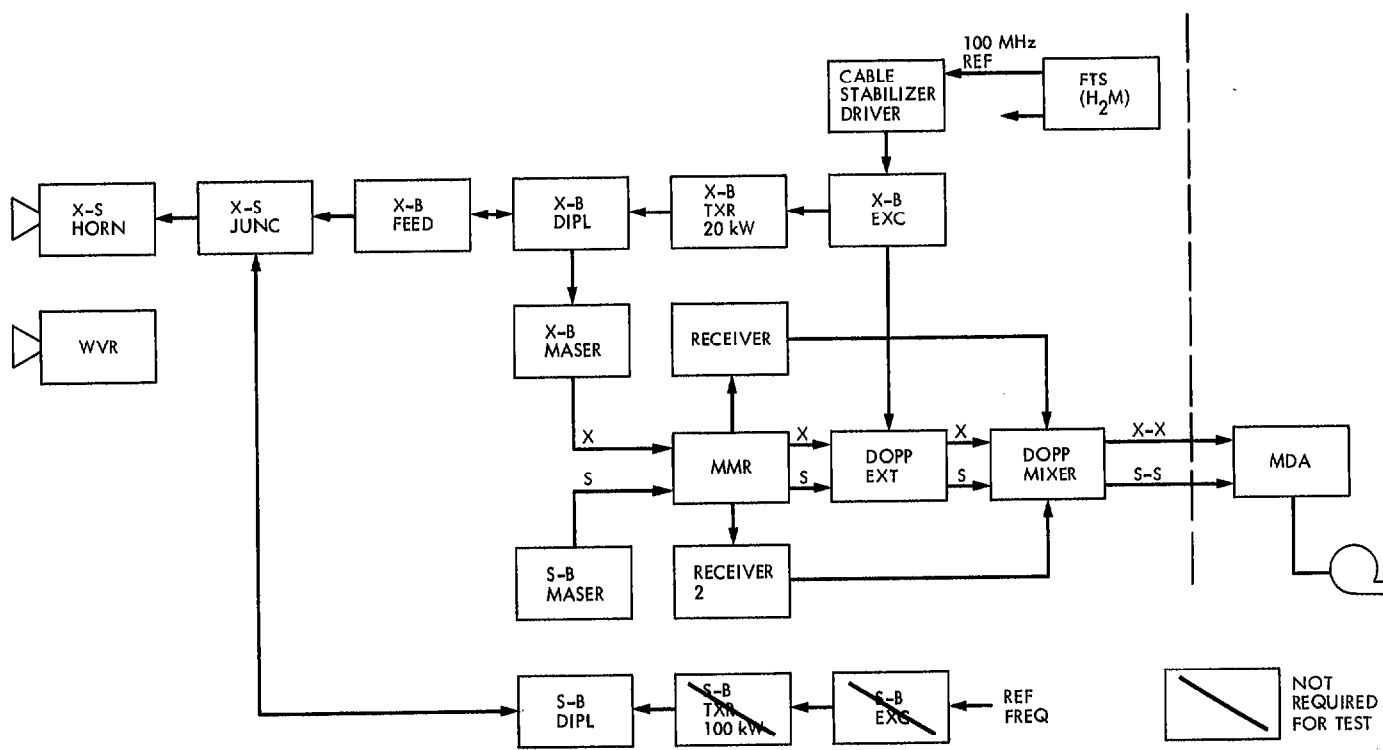 100 MHz
REF
CABLE
STABILIZER
DRIVER
FTS
(H2M)
X-S
HORN
X-S
JUNC
X-B
FEED
X-B
DIPL
X-B
TXR
20 kW
X-B
EXC
WVR
X-B
MASER
RECEIVER
X
S
MMR
X
S
DOPP
EXT
X
S
DOPP
MIXER
X-X
S-S
MDA
S-B
MASER
RECEIVER
2
S-B
DIPL
S-B
TXR
100 kW
S-B
EXC
REF
FREQ
NOT
REQUIRED
FOR TEST